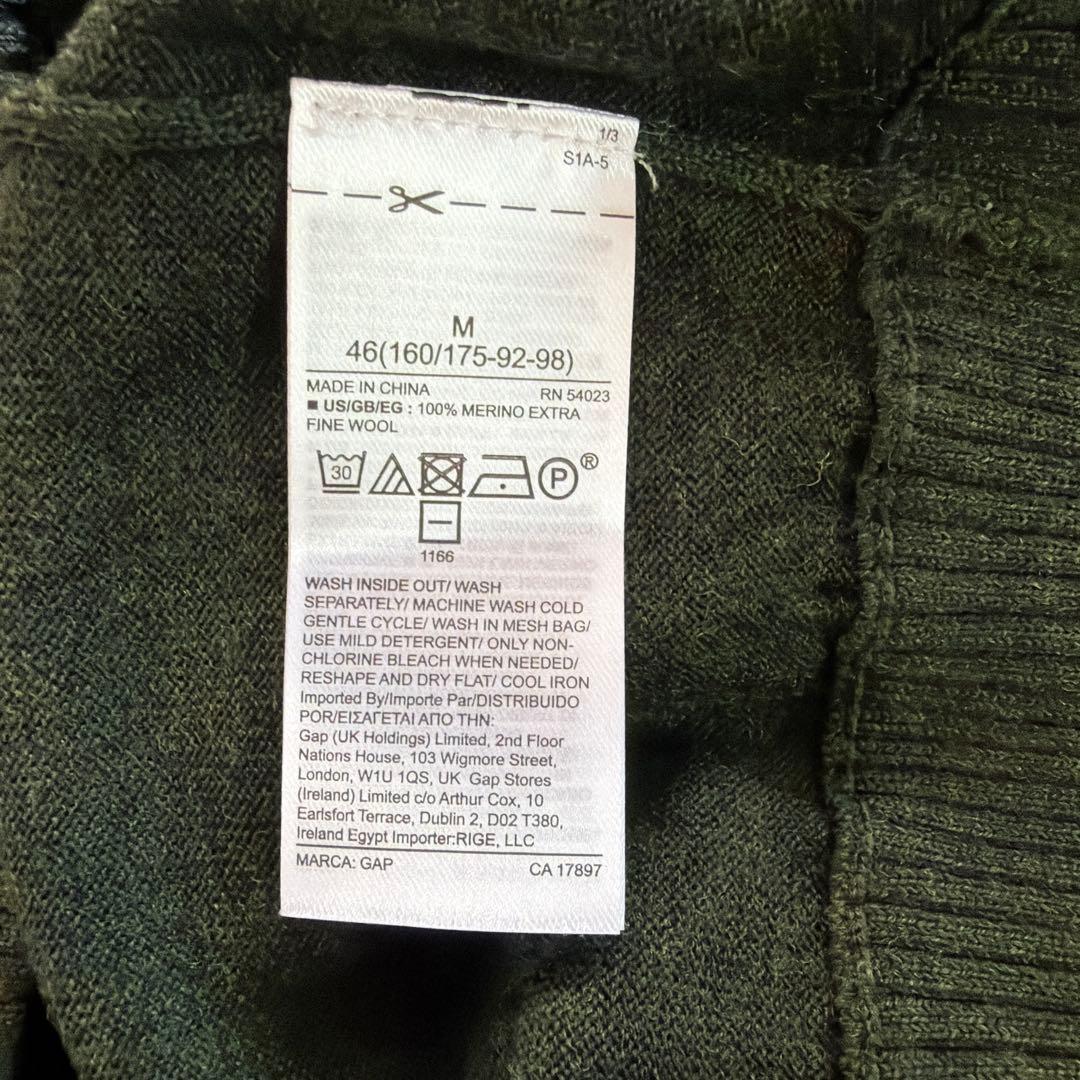 1/3
S1A-5
M
46(160/175-92-98)
MADE IN CHINA RN 54023
US/GB/EG : 100% MERINO EXTRA
FINE WOOL
30 P ®
1166
WASH INSIDE OUT/ WASH
SEPARATELY/ MACHINE WASH COLD
GENTLE CYCLE/ WASH IN MESH BAG/
USE MILD DETERGENT/ ONLY NON-
CHLORINE BLEACH WHEN NEEDED/
RESHAPE AND DRY FLAT/ COOL IRON
Imported By/Importe Par/DISTRIBUIDO
POR/ΕΙΣΑΓΕΤΑΙ ΑΠΟ ΤΗΝ:
Gap (UK Holdings) Limited, 2nd Floor
Nations House, 103 Wigmore Street,
London, W1U 1QS, UK Gap Stores
(Ireland) Limited c/o Arthur Cox, 10
Earlsfort Terrace, Dublin 2, D02 T380,
Ireland Egypt Importer:RIGE, LLC
MARCA: GAP CA 17897